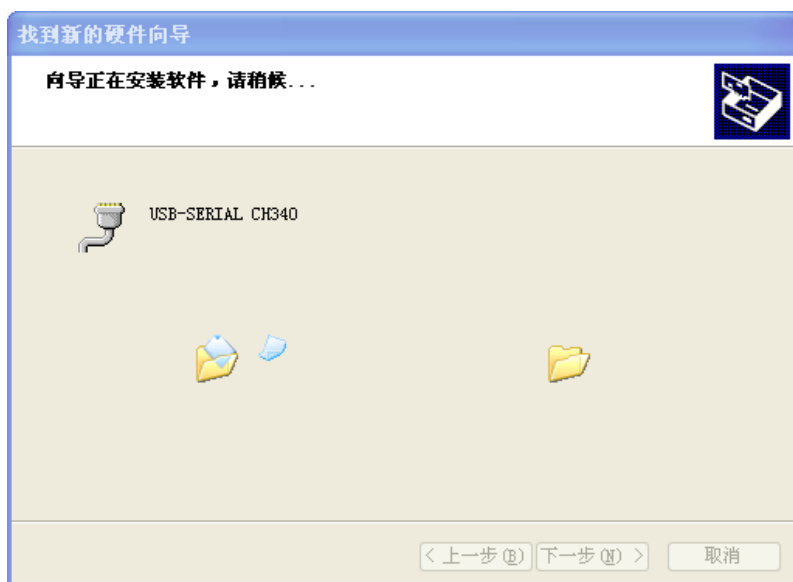 找到新的硬件向导
向导正在安装软件，请稍候...
USB-SERIAL CH340
< 上一步(B) 下一步(N) > 取消